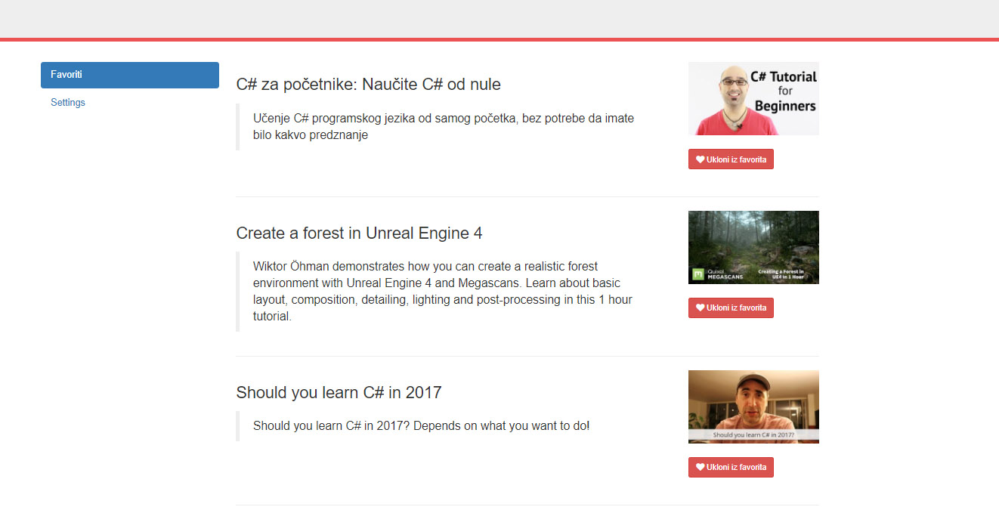 Favoriti
Settings
C# za početnike: Naučite C# od nule
Učenje C# programskog jezika od samog početka, bez potrebe da imate
bilo kakvo predznanje
C# Tutorial
for
Beginners
Ukloni iz favorita
Create a forest in Unreal Engine 4
Wiktor Öhman demonstrates how you can create a realistic forest
environment with Unreal Engine 4 and Megascans. Learn about basic
layout, composition, detailing, lighting and post-processing in this 1 hour
tutorial.
Quixel
MEGASCANS
Creating a Forest in
UE4 in 1 Hour
Ukloni iz favorita
Should you learn C# in 2017
Should you learn C# in 2017? Depends on what you want to do!
Should you learn C# in 2017?
Ukloni iz favorita